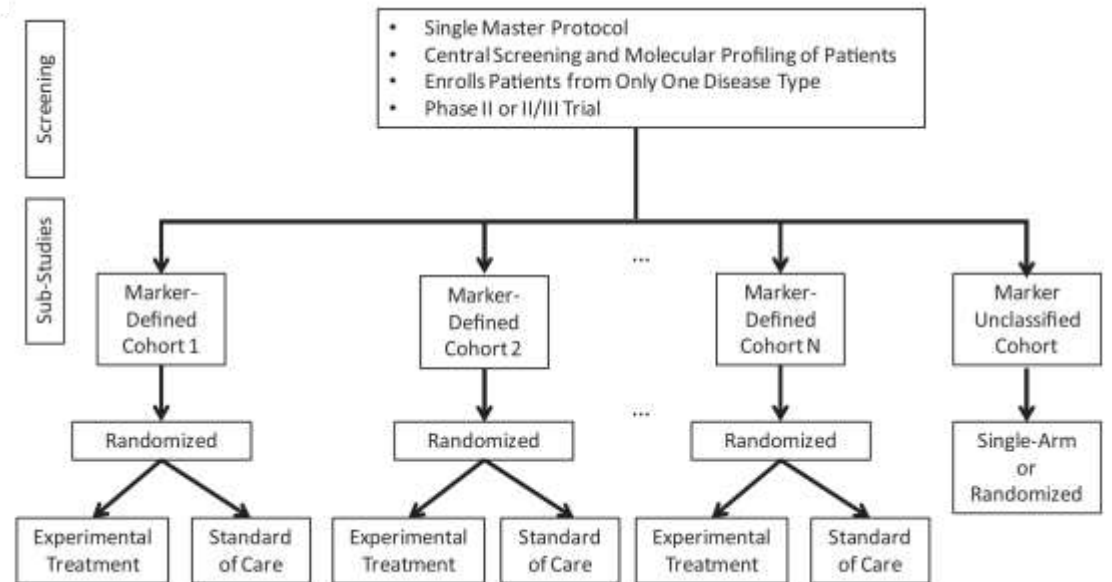 Screening
• Single Master Protocol
• Central Screening and Molecular Profiling of Patients
• Enrolls Patients from Only One Disease Type
• Phase II or II/III Trial
Sub-Studies
Marker-
Defined
Cohort 1
Marker-
Defined
Cohort 2
...
Marker-
Defined
Cohort N
Marker
Unclassified
Cohort
Randomized
Randomized
...
Randomized
Single-Arm
or
Randomized
Experimental
Treatment
Standard
of Care
Experimental
Treatment
Standard
of Care
Experimental
Treatment
Standard
of Care